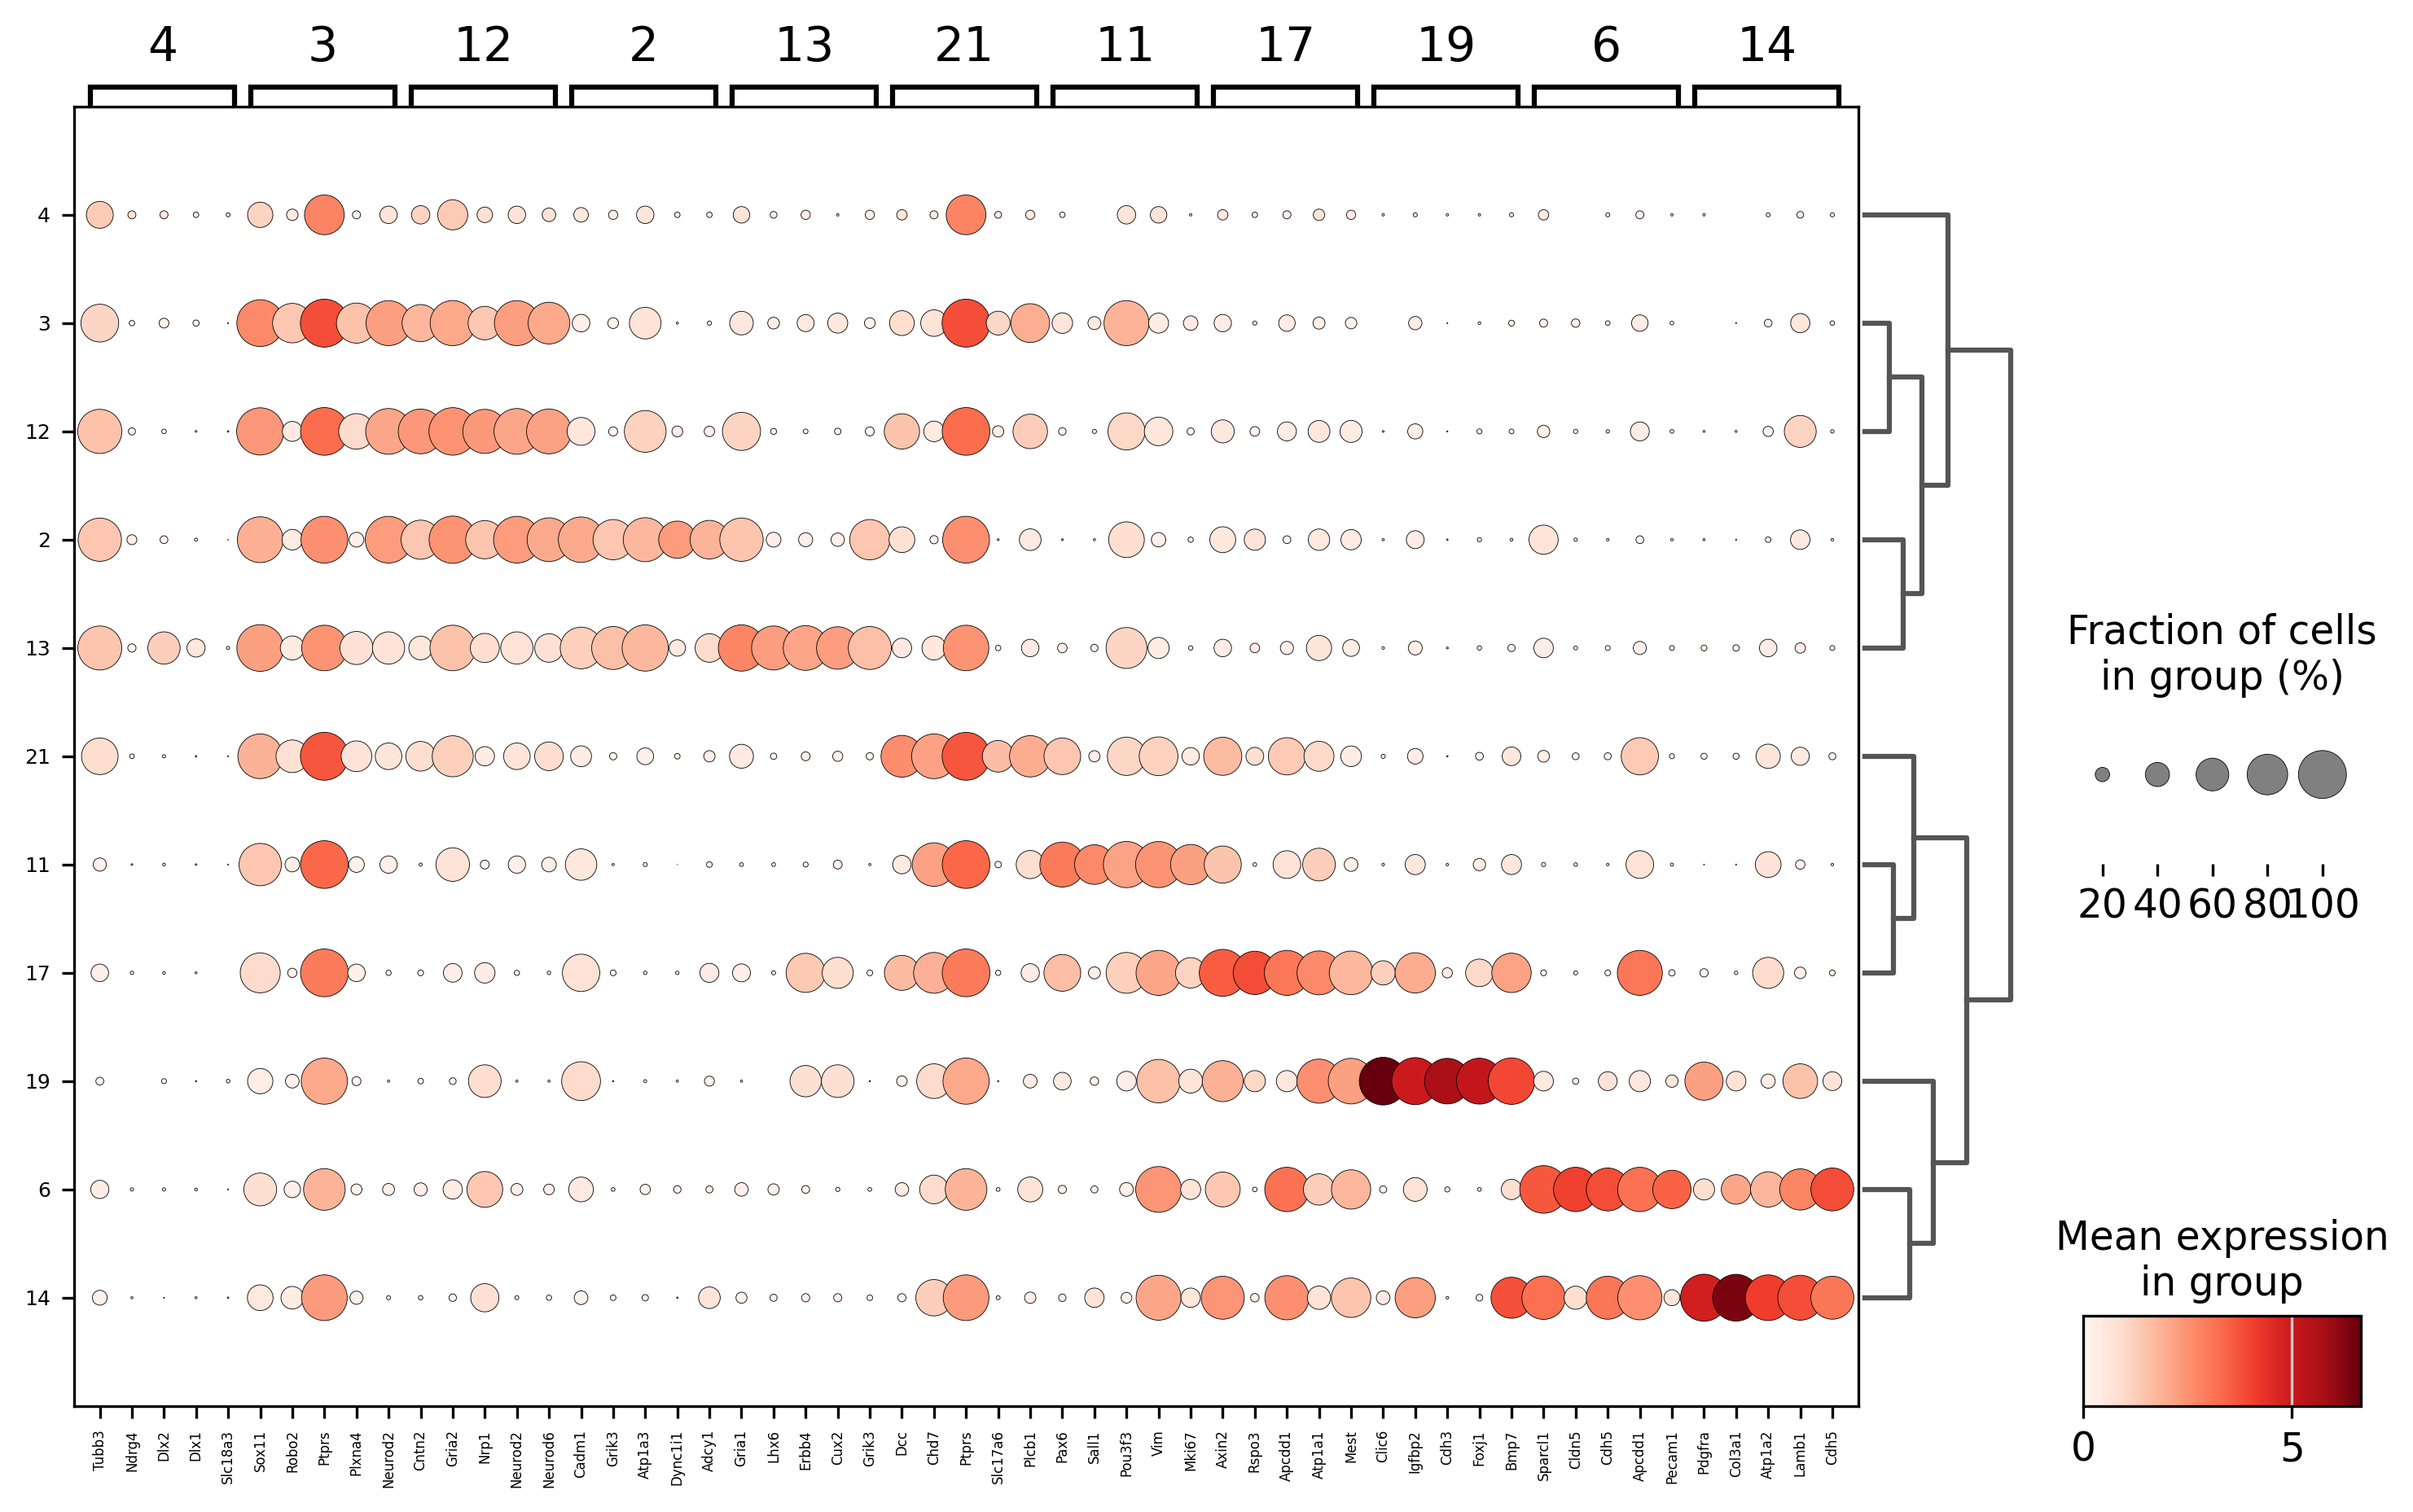 4 3 12 2 13 21 11 17 19 6 14
4
3
12
2
13
21
11
17
19
6
14
Tubb3 Ndrg4 Dlx2 Dlx1 Slc18a3 Sox11 Robo2 Ptprs Plxna4 Neurod2 Cntn2 Gria2 Nrp1 Neurod2 Neurod6 Cadm1 Grik3 Atp1a3 Dync1i1 Adcy1 Gria1 Lhx6 Erbb4 Cux2 Grik3 Dcc Chd7 Ptprs Slc17a6 Plcb1 Pax6 Sall1 Pou3f3 Vim Mki67 Axin2 Rspo3 Apcdd1 Atp1a1 Mest Clic6 Igfbp2 Cdh3 Foxj1 Bmp7 Sparcl1 Cldn5 Cdh5 Apcdd1 Pecam1 Pdgfra Col3a1 Atp1a2 Lamb1 Cdh5
Fraction of cells
in group (%)
20 40 60 80 100
Mean expression
in group
0 5